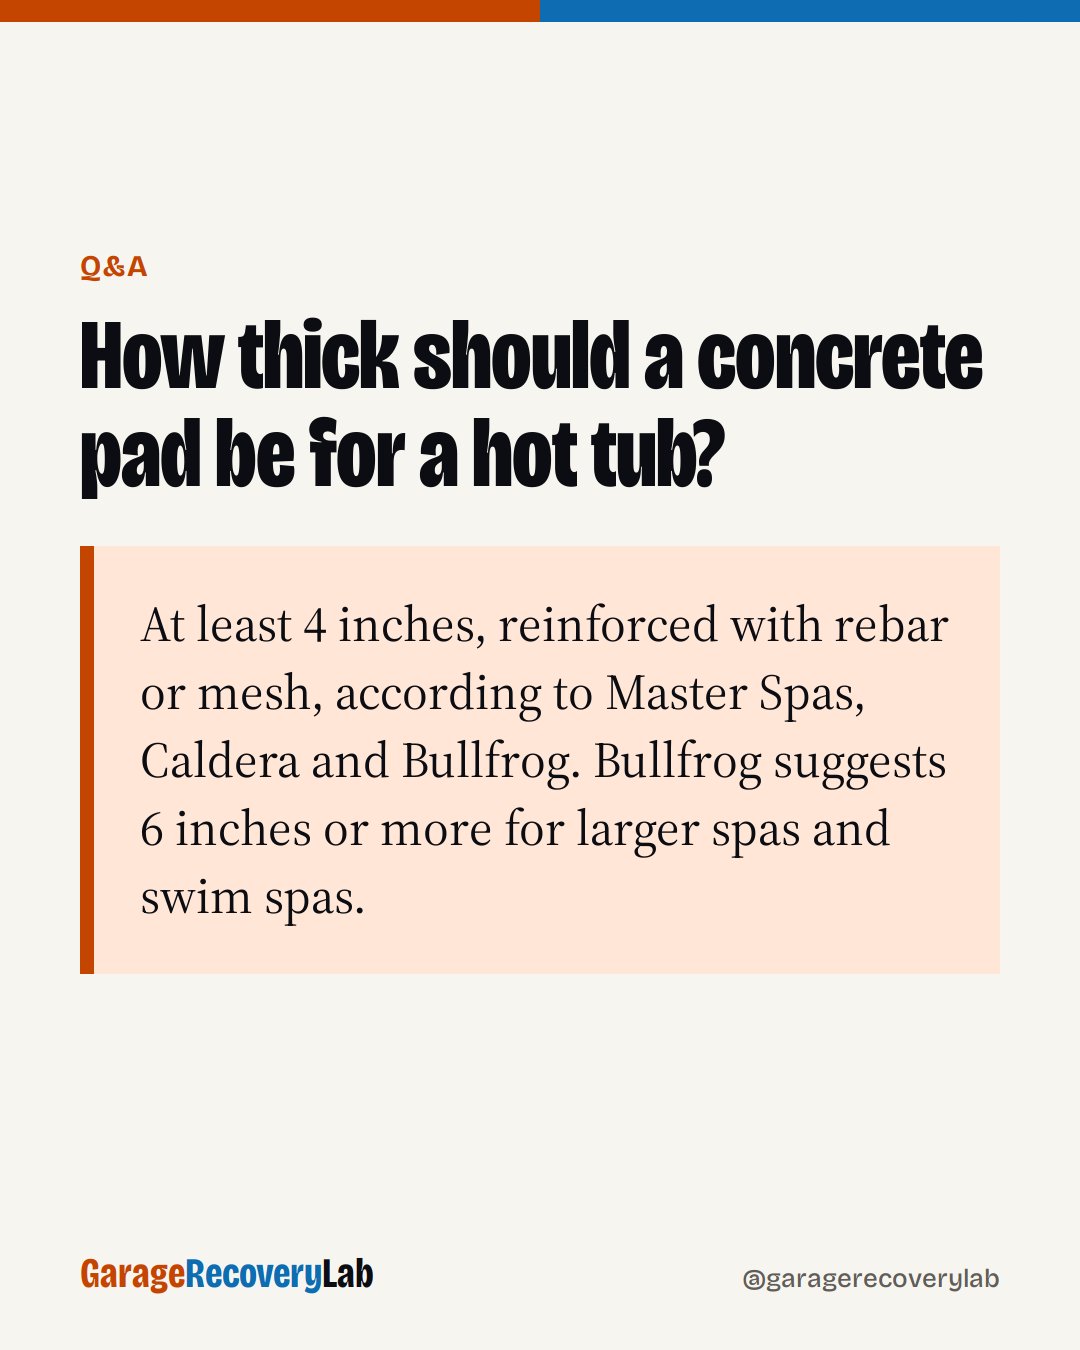 Q&A
How thick should a concrete
pad be for a hot tub?
At least 4 inches, reinforced with rebar
or mesh, according to Master Spas,
Caldera and Bullfrog. Bullfrog suggests
6 inches or more for larger spas and
swim spas.
GarageRecoveryLab
@garagerecoverylab